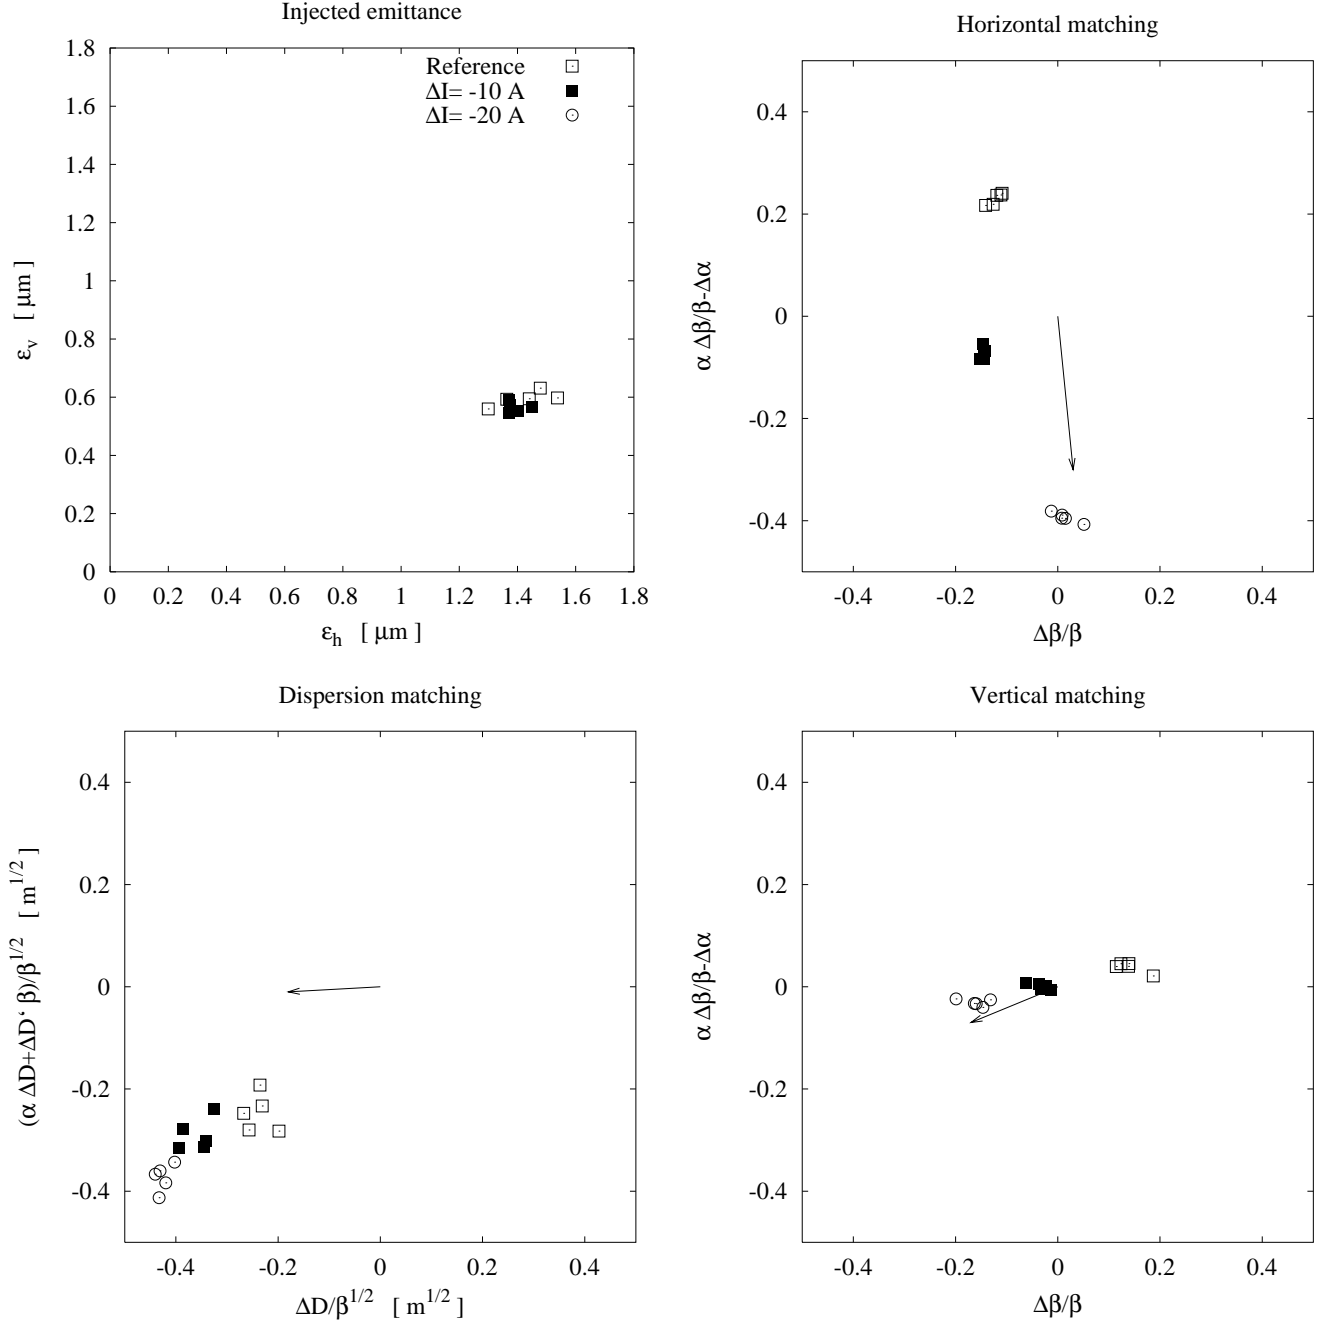 Injected emittance
1.8
1.6
1.4
1.2
1
0.8
0.6
0.4
0.2
0
0 0.2 0.4 0.6 0.8 1 1.2 1.4 1.6 1.8
εv [ μm ]
εh [ μm ]
Reference
ΔI= -10 A
ΔI= -20 A
Horizontal matching
0.4
0.2
0
-0.2
-0.4
-0.4 -0.2 0 0.2 0.4
α Δβ/β-Δα
Δβ/β
Dispersion matching
0.4
0.2
0
-0.2
-0.4
-0.4 -0.2 0 0.2 0.4
(α ΔD+ΔD‘ β)/β^1/2 [ m^1/2 ]
ΔD/β^1/2 [ m^1/2 ]
Vertical matching
0.4
0.2
0
-0.2
-0.4
-0.4 -0.2 0 0.2 0.4
α Δβ/β-Δα
Δβ/β